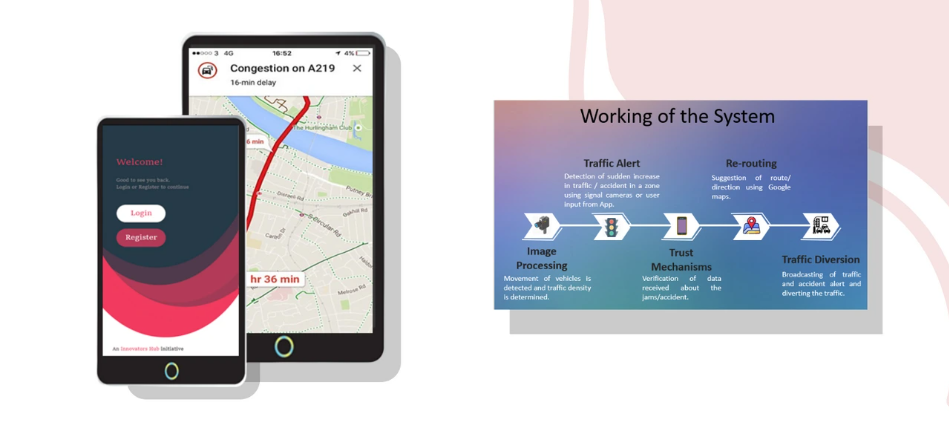 3 4G 16:52 4%
Congestion on A219
16-min delay
The Hurlingham Club
6 min
hr 36 min
Welcome!
Good to see you back.
Login or Register to continue
Login
Register
An Innovators Hub Initiative
Working of the System
Traffic Alert
Detection of sudden increase
in traffic / accident in a zone
using signal cameras or user
input from App.
Re-routing
Suggestion of route/
direction using Google
maps.
Image
Processing
Movement of vehicles is
detected and traffic density
is determined.
Trust
Mechanisms
Verification of data
received about the
jams/accident.
Traffic Diversion
Broadcasting of traffic
and accident alert and
diverting the traffic.